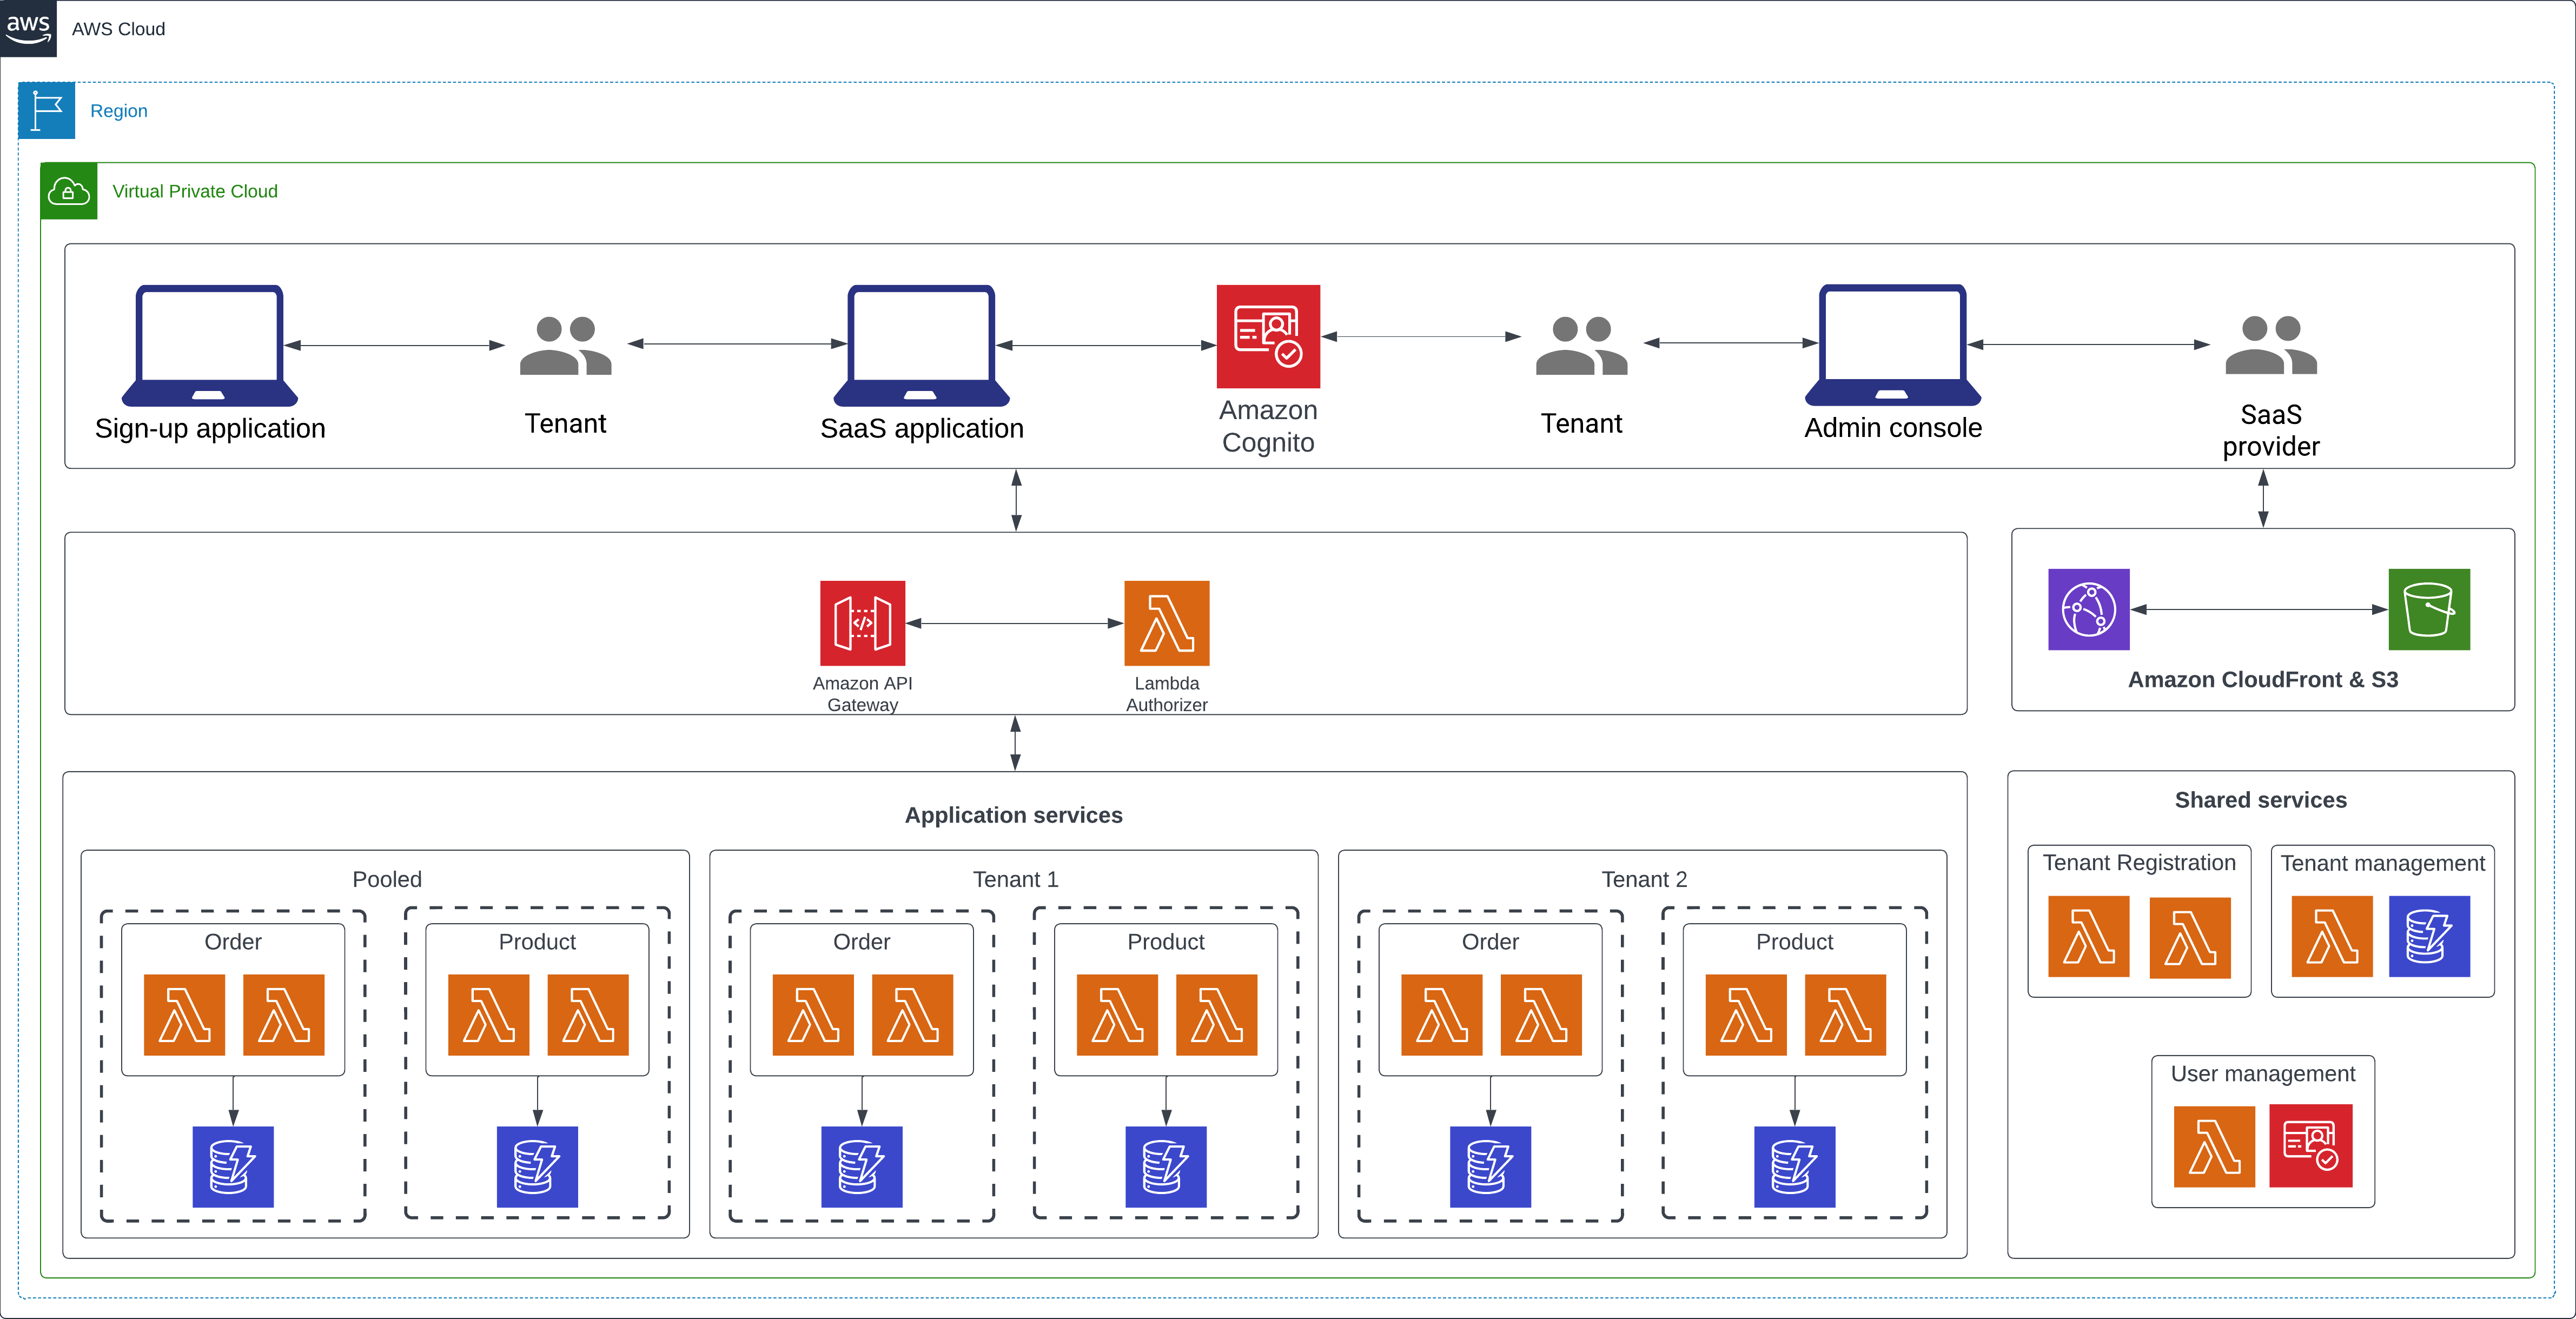 aws
AWS Cloud
Region
Virtual Private Cloud
Sign-up application
Tenant
SaaS application
Amazon
Cognito
Tenant
Admin console
SaaS
provider
Amazon API
Gateway
Lambda
Authorizer
Amazon CloudFront & S3
Application services
Pooled
Order
Product
Tenant 1
Order
Product
Tenant 2
Order
Product
Shared services
Tenant Registration
Tenant management
User management